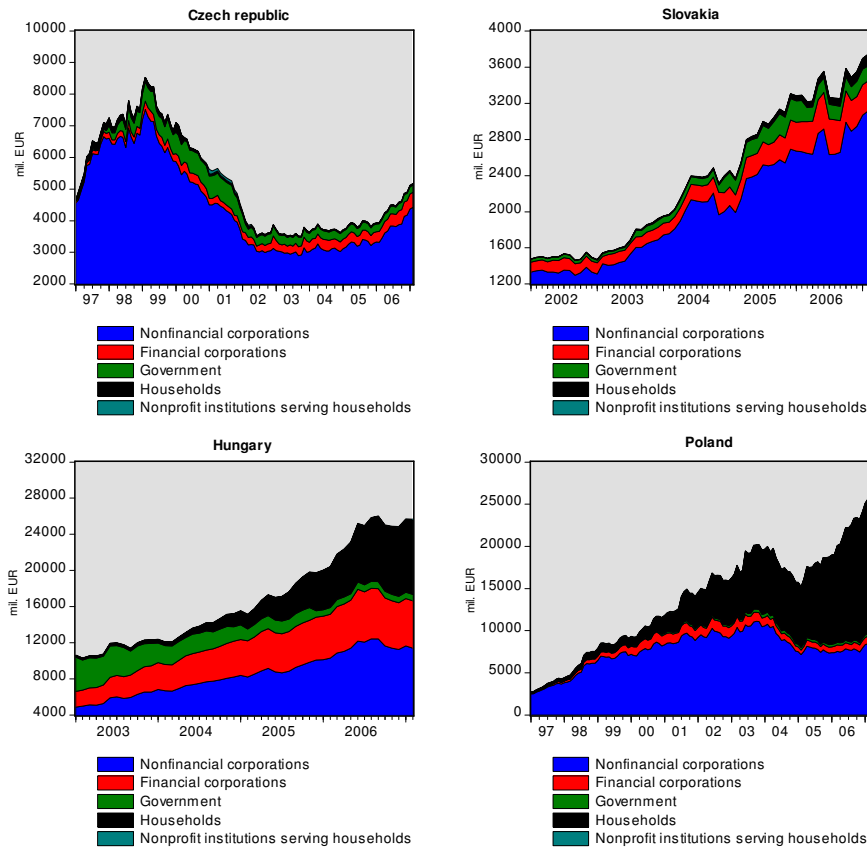 Czech republic
10000
9000
8000
7000
6000
5000
4000
3000
2000
mil. EUR
97 98 99 00 01 02 03 04 05 06
Nonfinancial corporations
Financial corporations
Government
Households
Nonprofit institutions serving households
Slovakia
4000
3600
3200
2800
2400
2000
1600
1200
mil. EUR
2002 2003 2004 2005 2006
Nonfinancial corporations
Financial corporations
Government
Households
Nonprofit institutions serving households
Hungary
32000
28000
24000
20000
16000
12000
8000
4000
mil. EUR
2003 2004 2005 2006
Nonfinancial corporations
Financial corporations
Government
Households
Nonprofit institutions serving households
Poland
30000
25000
20000
15000
10000
5000
0
mil. EUR
97 98 99 00 01 02 03 04 05 06
Nonfinancial corporations
Financial corporations
Government
Households
Nonprofit institutions serving households